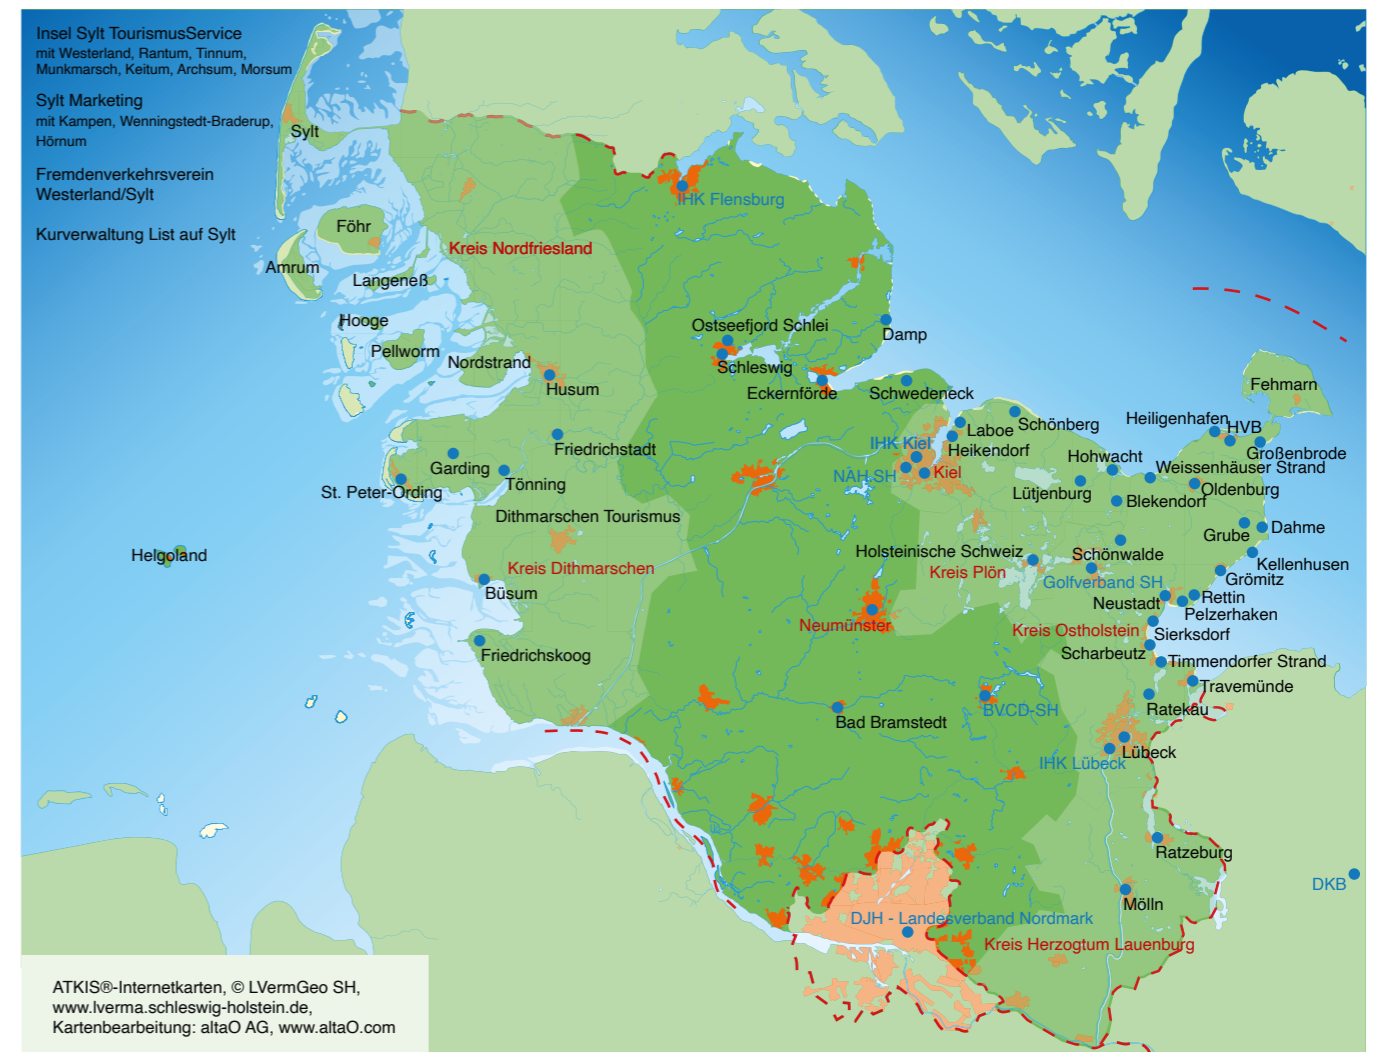 Insel Sylt TourismusService
mit Westerland, Rantum, Tinnum,
Munkmarsch, Keitum, Archsum, Morsum
Sylt Marketing
mit Kampen, Wenningstedt-Braderup,
Hörnum
Fremdenverkehrsverein
Westerland/Sylt
Kurverwaltung List auf Sylt
Sylt
Föhr
Amrum
Langeneß
Hooge
Pellworm
Nordstrand
Kreis Nordfriesland
IHK Flensburg
Ostseefjord Schlei
Schleswig
Damp
Eckernförde
Schwedeneck
Husum
Friedrichstadt
Garding
Tönning
St. Peter-Ording
Dithmarschen Tourismus
Kreis Dithmarschen
Helgoland
Büsum
Friedrichskoog
Fehmarn
Heiligenhafen
HVB
Großenbrode
Laboe
Schönberg
IHK Kiel
Heikendorf
NAH.SH
Kiel
Hohwacht
Weissenhäuser Strand
Lütjenburg
Oldenburg
Blekendorf
Grube
Dahme
Holsteinische Schweiz
Schönwalde
Kellenhusen
Kreis Plön
Golfverband SH
Grömitz
Neustadt
Rettin
Pelzerhaken
Neumünster
Kreis Ostholstein
Sierksdorf
Scharbeutz
Timmendorfer Strand
Travemünde
Bad Bramstedt
BVCD-SH
Ratekau
Lübeck
IHK Lübeck
Ratzeburg
DKB
Mölln
DJH - Landesverband Nordmark
Kreis Herzogtum Lauenburg
ATKIS®-Internetkarten, © LVermGeo SH,
www.lverma.schleswig-holstein.de,
Kartenbearbeitung: altaO AG, www.altaO.com